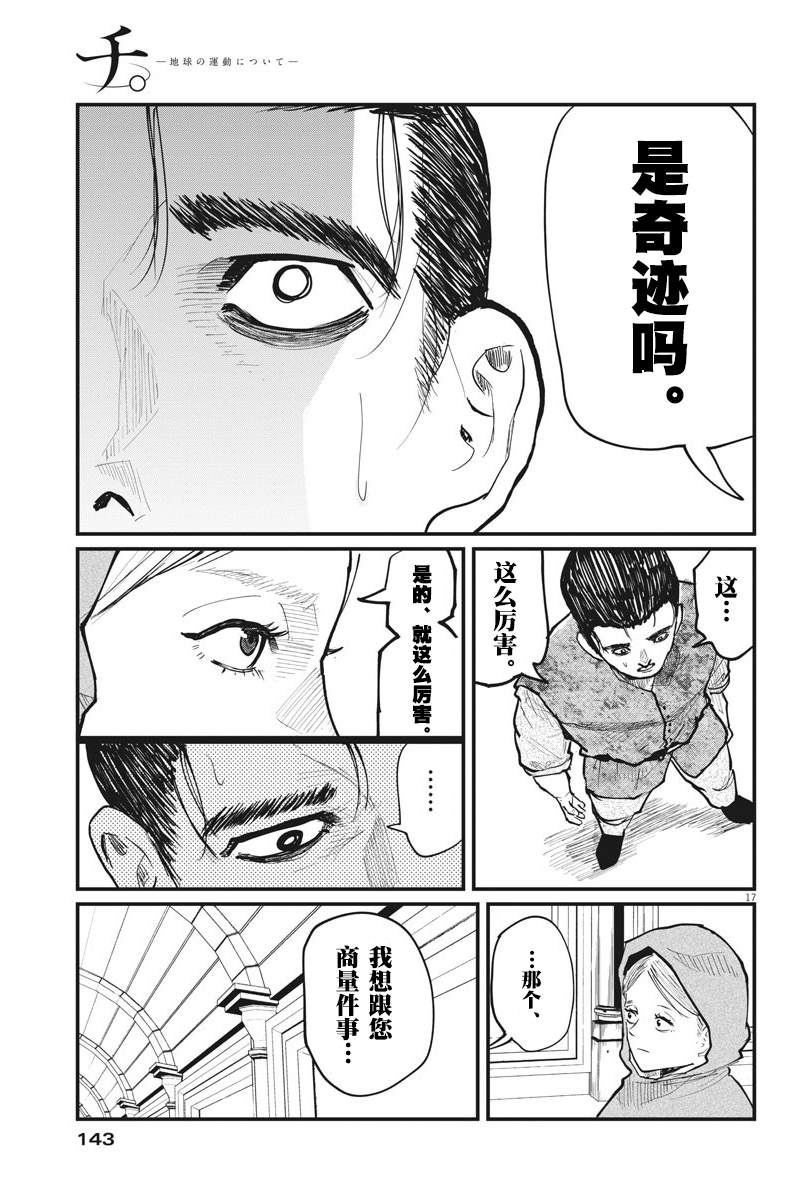 チ。
—地球の運動について—
是奇迹吗。
这…
这么厉害。
是的、就这么厉害。
……
17
…那个、
我想跟您
商量件事…
143